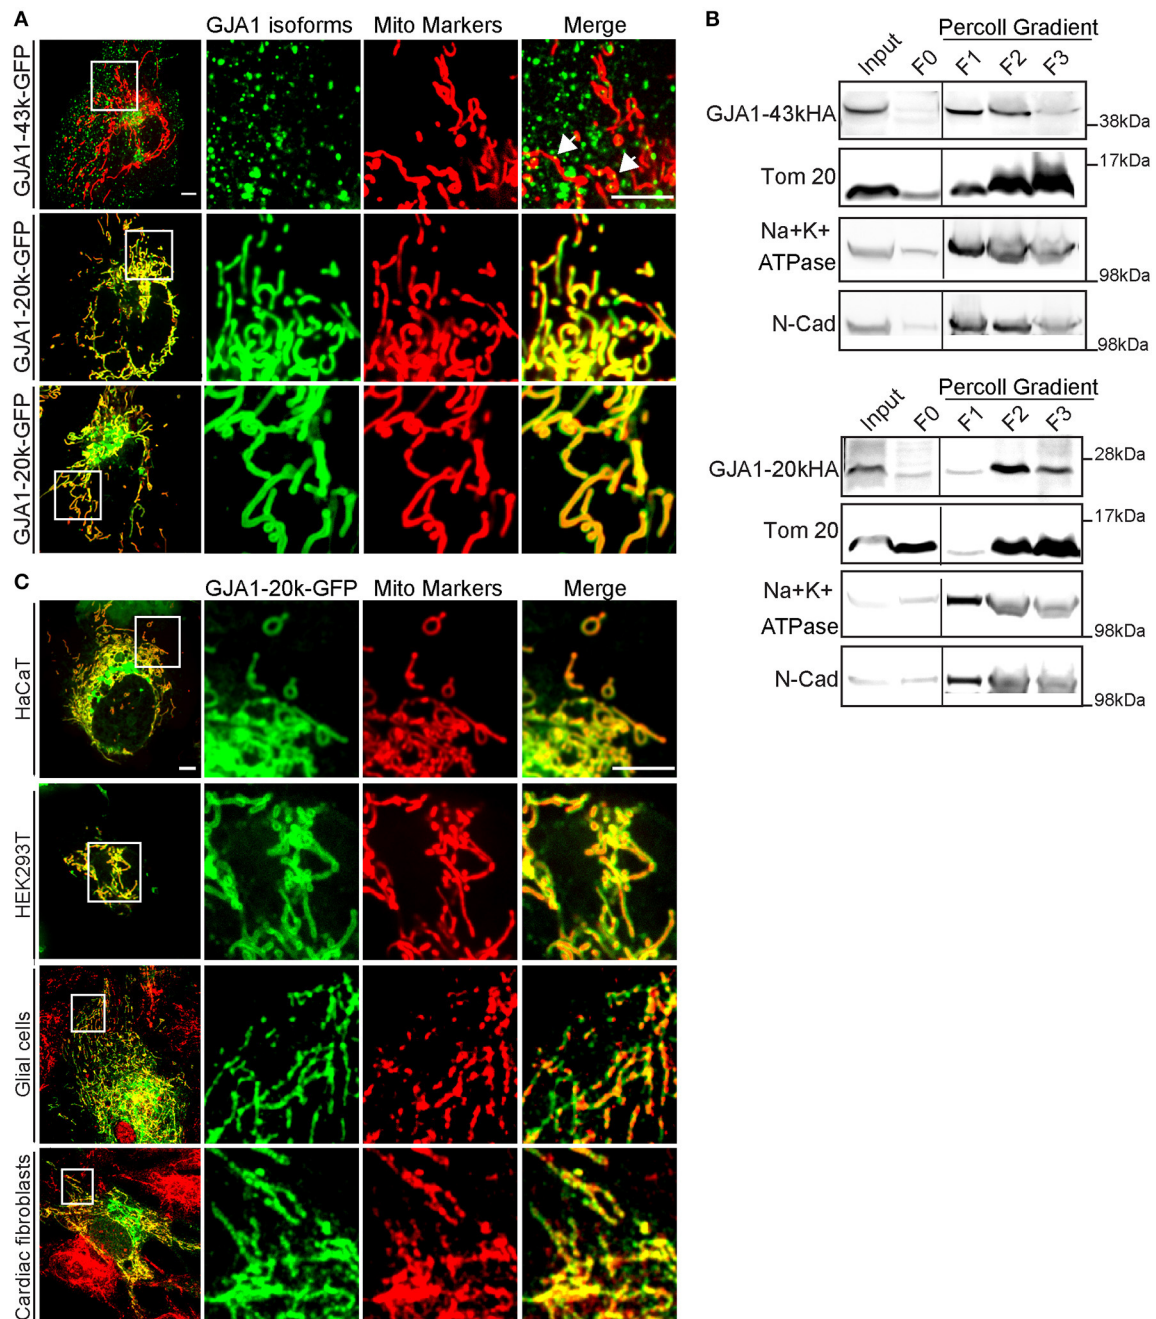 A
GJA1 isoforms Mito Markers Merge
GJA1-43k-GFP
GJA1-20k-GFP
GJA1-20k-GFP
B
Percoll Gradient
Input F0 F1 F2 F3
GJA1-43kHA
38kDa
17kDa
Tom 20
Na+K+
ATPase
98kDa
N-Cad
98kDa
Percoll Gradient
Input F0 F1 F2 F3
28kDa
GJA1-20kHA
17kDa
Tom 20
Na+K+
ATPase
98kDa
N-Cad
98kDa
C
GJA1-20k-GFP Mito Markers Merge
HaCaT
HEK293T
Glial cells
Cardiac fibroblasts